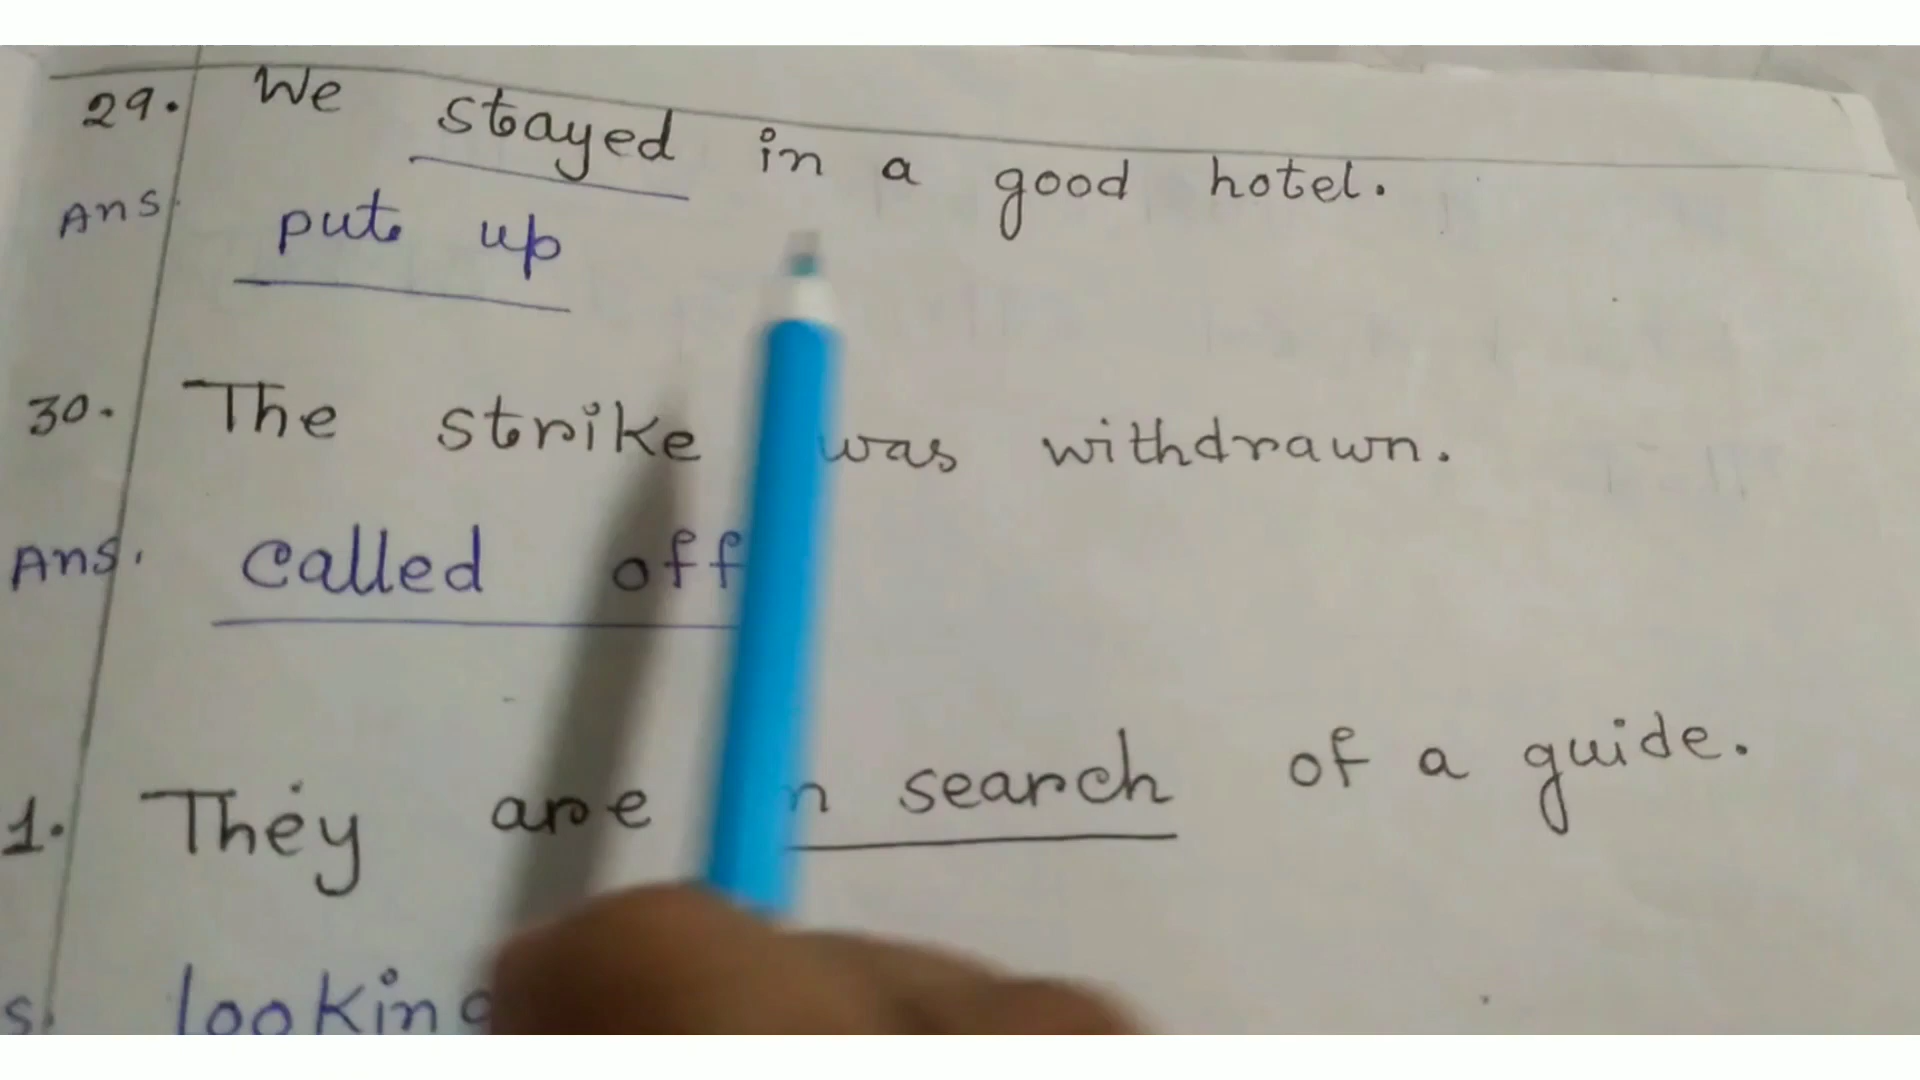 29. We stayed in a good hotel.
Ans. put up
30. The strike was withdrawn.
Ans. called off
1. They are n search of a guide.
s. looking